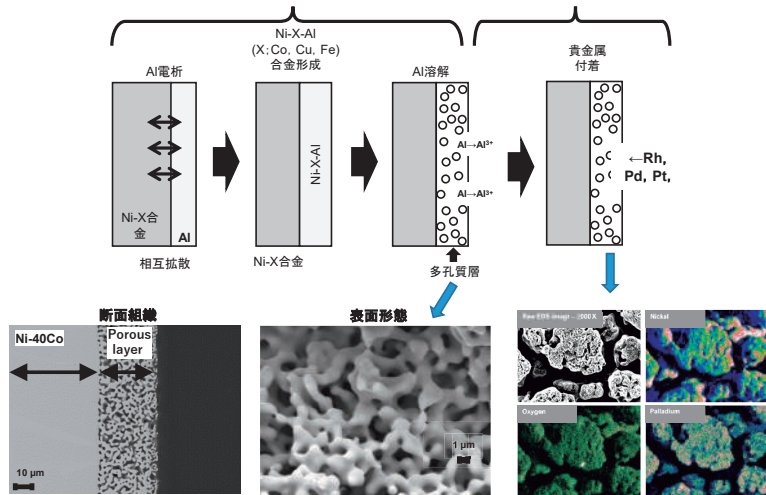 Ni-X-Al
(X;Co, Cu, Fe)
合金形成
Al電析
Al溶解
貴金属
付着
Ni-X合
金
Al
Ni-X-Al
Al→Al³⁺
Al→Al³⁺
←Rh,
Pd, Pt,
相互拡散
Ni-X合金
多孔質層
断面組織
Ni-40Co
Porous
layer
10 μm
表面形態
1 μm
Nickel
Oxygen
Palladium